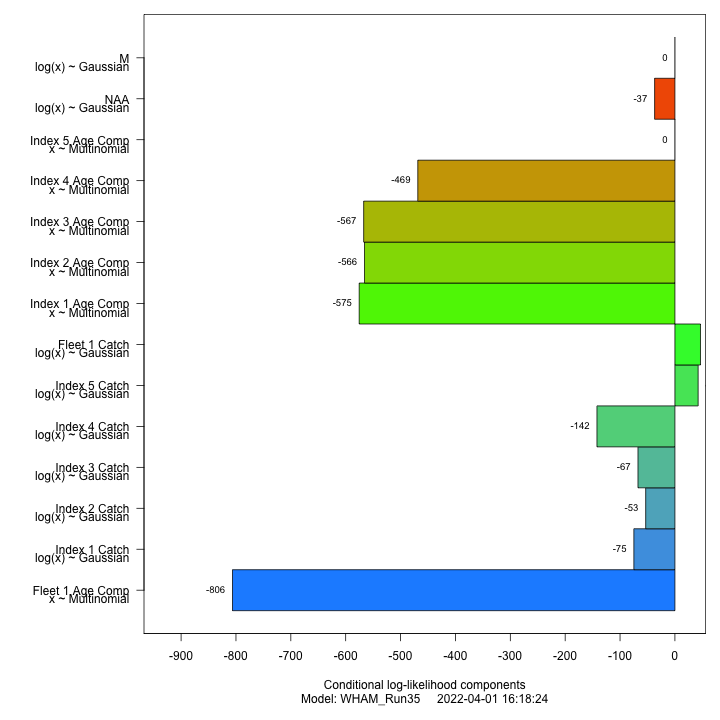 M
log(x) ~ Gaussian
0
NAA
log(x) ~ Gaussian
-37
Index 5 Age Comp
x ~ Multinomial
0
Index 4 Age Comp
x ~ Multinomial
-469
Index 3 Age Comp
x ~ Multinomial
-567
Index 2 Age Comp
x ~ Multinomial
-566
Index 1 Age Comp
x ~ Multinomial
-575
Fleet 1 Catch
log(x) ~ Gaussian
Index 5 Catch
log(x) ~ Gaussian
Index 4 Catch
log(x) ~ Gaussian
-142
Index 3 Catch
log(x) ~ Gaussian
-67
Index 2 Catch
log(x) ~ Gaussian
-53
Index 1 Catch
log(x) ~ Gaussian
-75
Fleet 1 Age Comp
x ~ Multinomial
-806
-900 -800 -700 -600 -500 -400 -300 -200 -100 0
Conditional log-likelihood components
Model: WHAM_Run35 2022-04-01 16:18:24